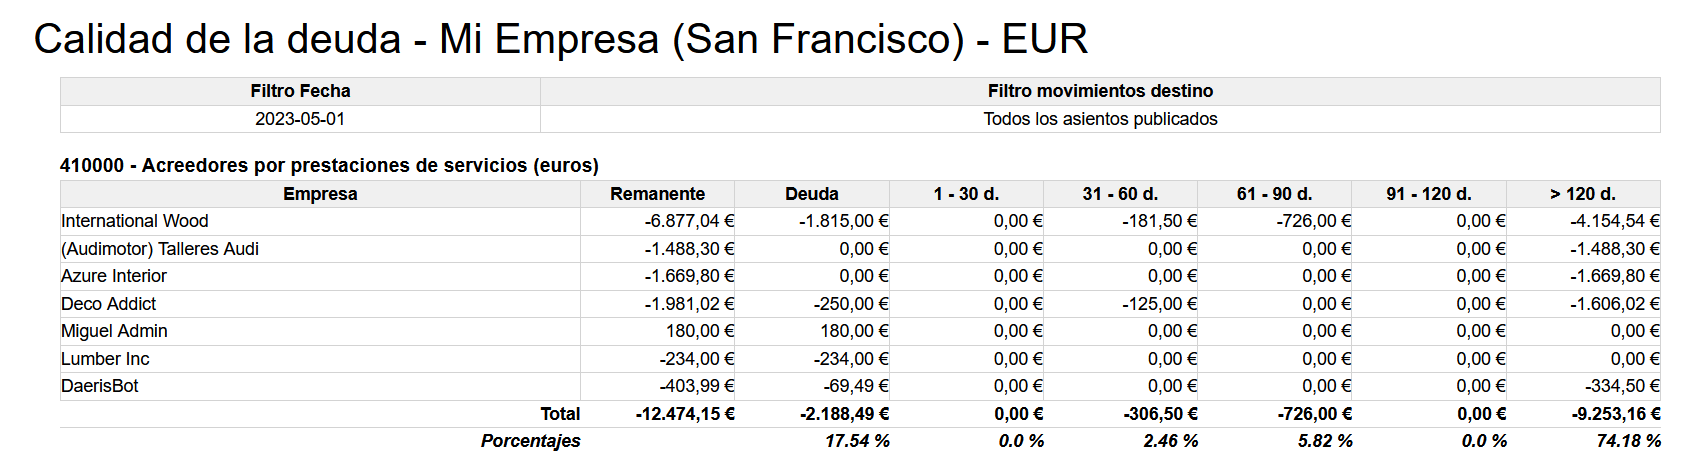 Calidad de la deuda - Mi Empresa (San Francisco) - EUR
Filtro Fecha Filtro movimientos destino
2023-05-01 Todos los asientos publicados
410000 - Acreedores por prestaciones de servicios (euros)
Empresa Remanente Deuda 1 - 30 d. 31 - 60 d. 61 - 90 d. 91 - 120 d. > 120 d.
International Wood -6.877,04 € -1.815,00 € 0,00 € -181,50 € -726,00 € 0,00 € -4.154,54 €
(Audimotor) Talleres Audi -1.488,30 € 0,00 € 0,00 € 0,00 € 0,00 € 0,00 € -1.488,30 €
Azure Interior -1.669,80 € 0,00 € 0,00 € 0,00 € 0,00 € 0,00 € -1.669,80 €
Deco Addict -1.981,02 € -250,00 € 0,00 € -125,00 € 0,00 € 0,00 € -1.606,02 €
Miguel Admin 180,00 € 180,00 € 0,00 € 0,00 € 0,00 € 0,00 € 0,00 €
Lumber Inc -234,00 € -234,00 € 0,00 € 0,00 € 0,00 € 0,00 € 0,00 €
DaerisBot -403,99 € -69,49 € 0,00 € 0,00 € 0,00 € 0,00 € -334,50 €
Total -12.474,15 € -2.188,49 € 0,00 € -306,50 € -726,00 € 0,00 € -9.253,16 €
Porcentajes 17.54 % 0.0 % 2.46 % 5.82 % 0.0 % 74.18 %